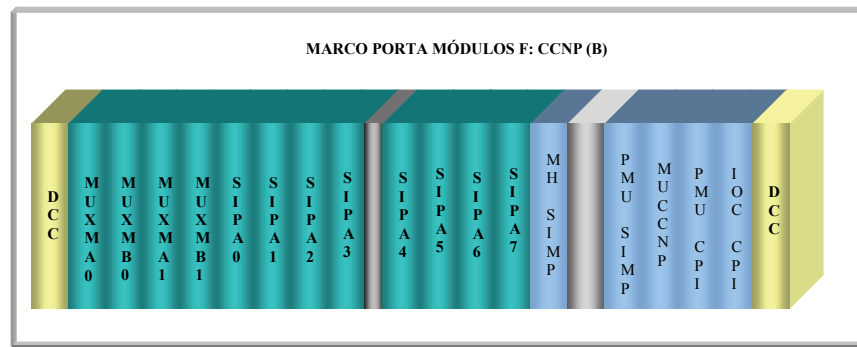 MARCO PORTA MÓDULOS F: CCNP (B)
DCC
MUXMA0
MUXMB0
MUXMA1
MUXMB1
SIPA0
SIPA1
SIPA2
SIPA3
SIPA4
SIPA5
SIPA6
SIPA7
MH SIMP
PMU SIMP
MUCCNP
PMU CPI
IOC CPI
DCC